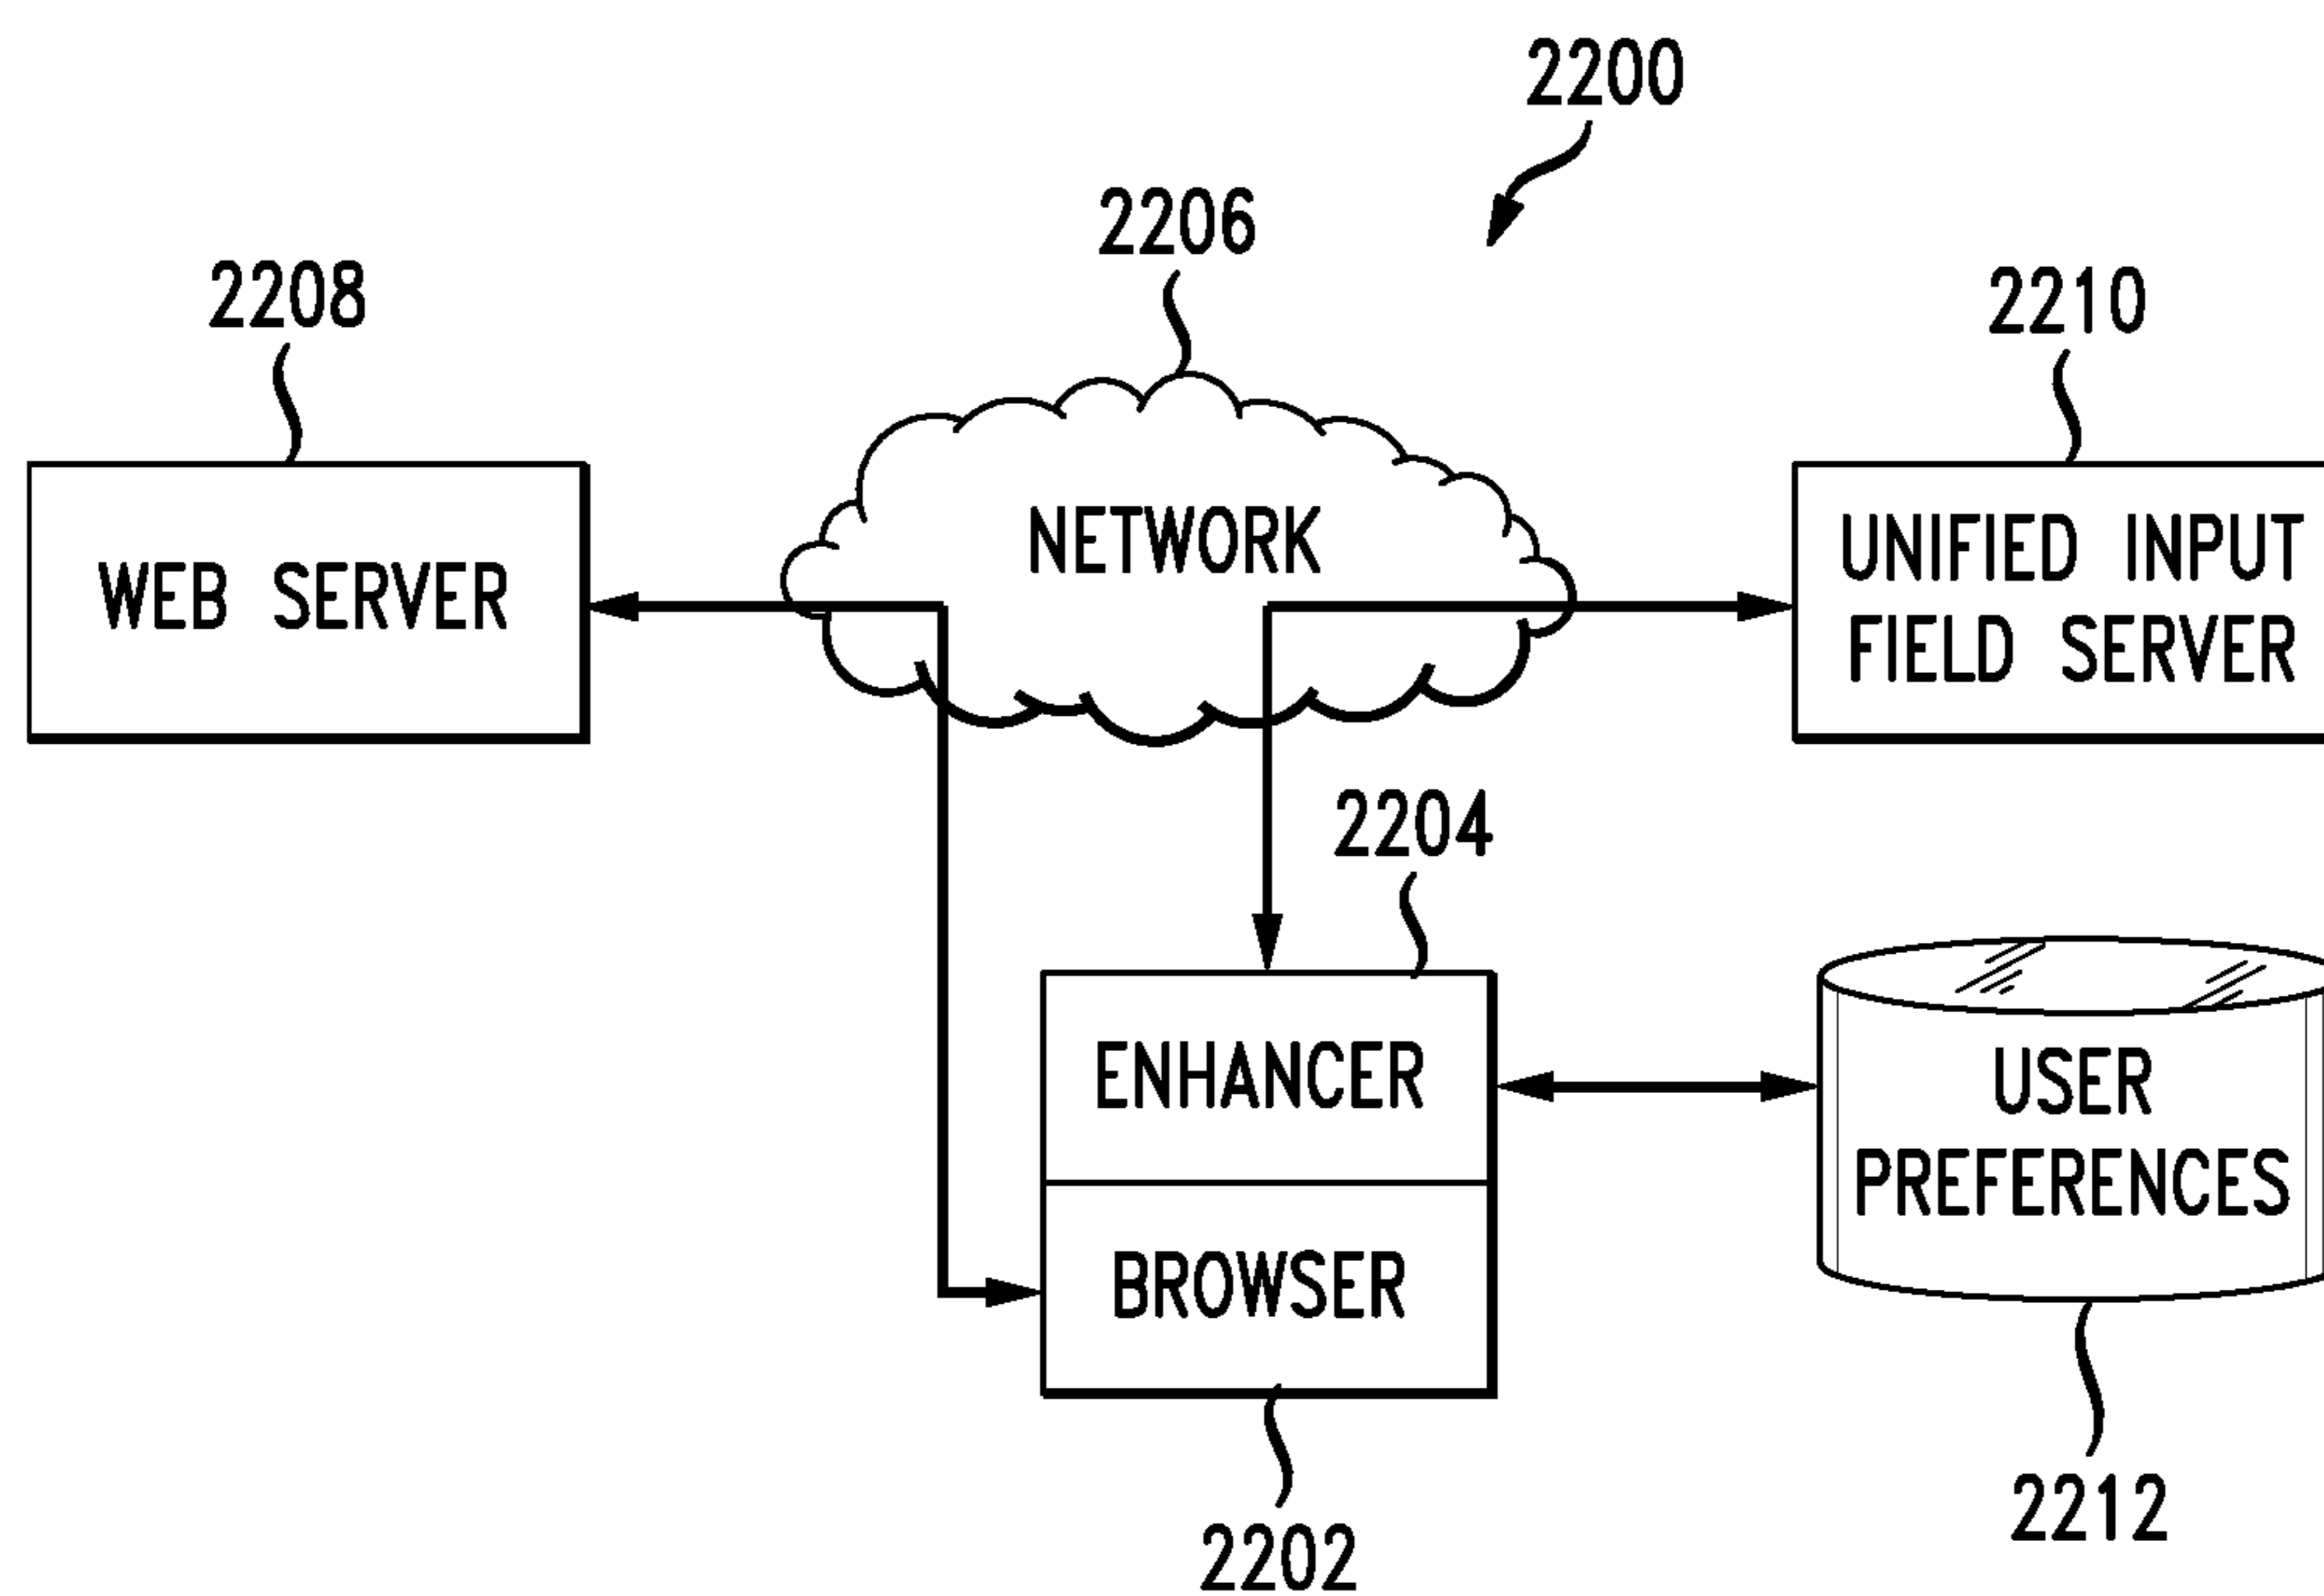 2200
2206
2208
2210
NETWORK
WEB SERVER
UNIFIED INPUT
FIELD SERVER
2204
ENHANCER
USER
PREFERENCES
BROWSER
2212
2202